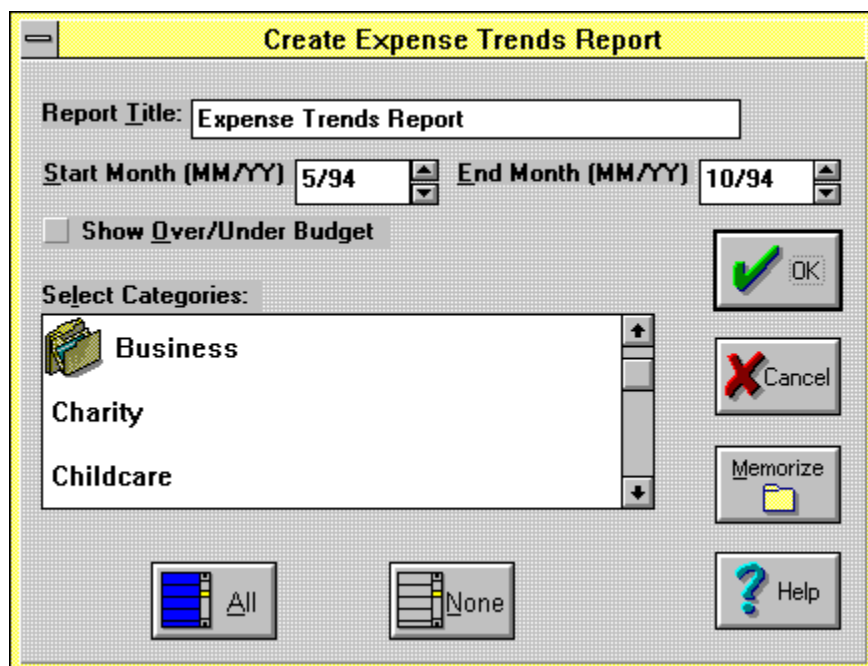 Create Expense Trends Report
Report Title: Expense Trends Report
Start Month (MM/YY) 5/94 End Month (MM/YY) 10/94
Show Over/Under Budget
OK
Select Categories:
Business
Cancel
Charity
Childcare
Memorize
All
None
Help